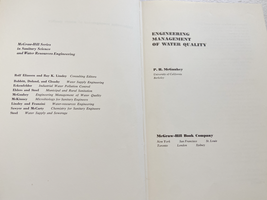 McGraw-Hill Series
in Sanitary Science
and Water Resources Engineering
Rolf Eliassen and Ray K. Linsley Consulting Editors
Babbitt, Doland, and Cleasby Water Supply Engineering
Eckenfelder Industrial Water Pollution Control
Ehlers and Steel Municipal and Rural Sanitation
McGauhey Engineering Management of Water Quality
McKinney Microbiology for Sanitary Engineers
Linsley and Franzini Water-resources Engineering
Sawyer and McCarty Chemistry for Sanitary Engineers
Steel Water Supply and Sewerage
ENGINEERING
MANAGEMENT
OF WATER QUALITY
P. H. McGauhey
University of California
Berkeley
McGraw-Hill Book Company
New York San Francisco St. Louis
Toronto London Sydney